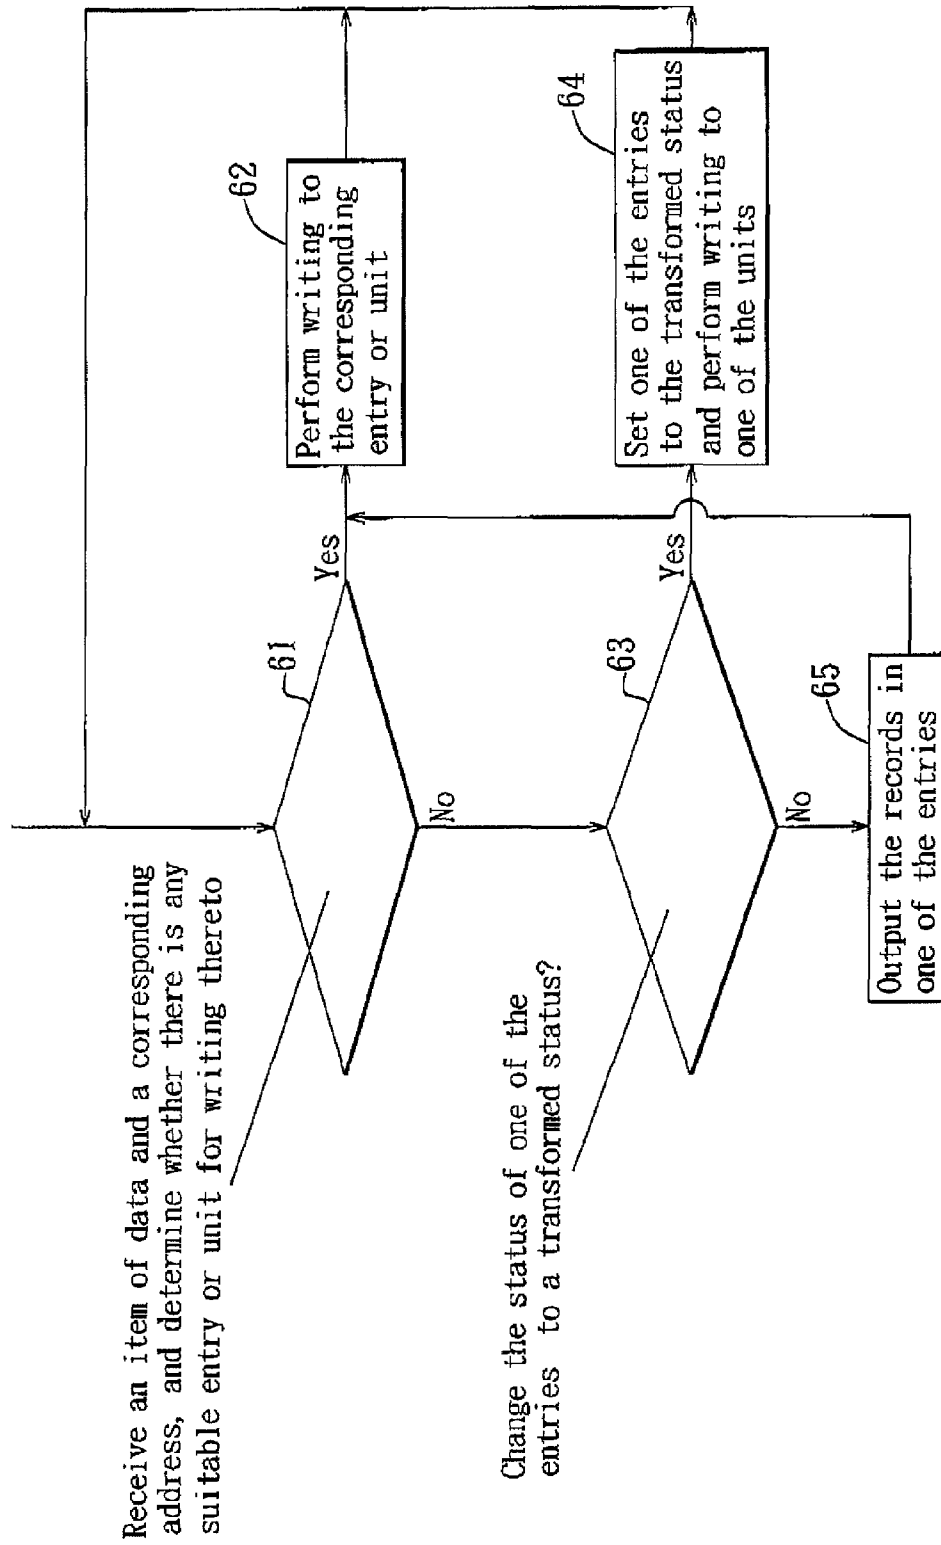 Receive an item of data and a corresponding
address, and determine whether there is any
suitable entry or unit for writing thereto
61
Yes
No
62
Perform writing to
the corresponding
entry or unit
Change the status of one of the
entries to a transformed status?
63
Yes
No
64
Set one of the entries
to the transformed status
and perform writing to
one of the units
65
Output the records in
one of the entries